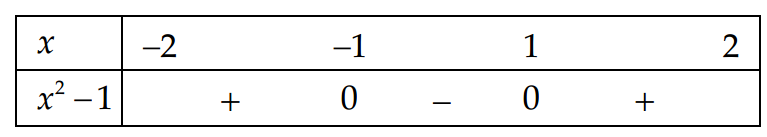 x –2 –1 1 2
x² – 1 + 0 – 0 +